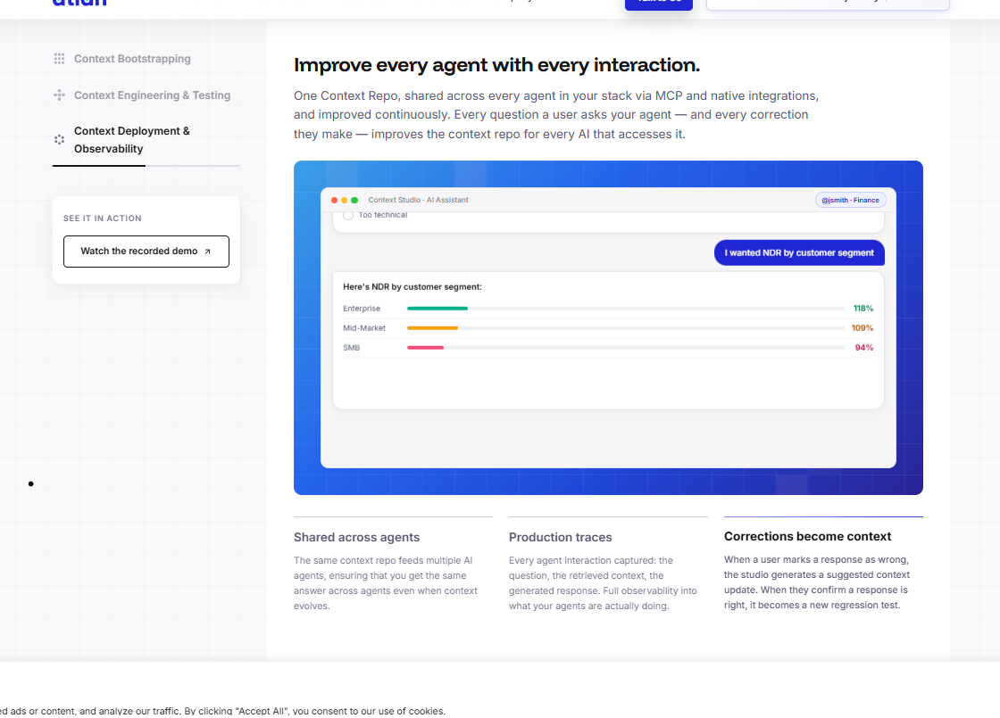 Context Bootstrapping
Context Engineering & Testing
Context Deployment &
Observability
SEE IT IN ACTION
Watch the recorded demo
Improve every agent with every interaction.
One Context Repo, shared across every agent in your stack via MCP and native integrations,
and improved continuously. Every question a user asks your agent — and every correction
they make — improves the context repo for every AI that accesses it.
Context Studio · AI Assistant
@jsmith · Finance
Too technical
I wanted NDR by customer segment
Here's NDR by customer segment:
Enterprise 118%
Mid-Market 109%
SMB 94%
Shared across agents
The same context repo feeds multiple AI
agents, ensuring that you get the same
answer across agents even when context
evolves.
Production traces
Every agent interaction captured: the
question, the retrieved context, the
generated response. Full observability into
what your agents are actually doing.
Corrections become context
When a user marks a response as wrong,
the studio generates a suggested context
update. When they confirm a response is
right, it becomes a new regression test.
ads or content, and analyze our traffic. By clicking "Accept All", you consent to our use of cookies.